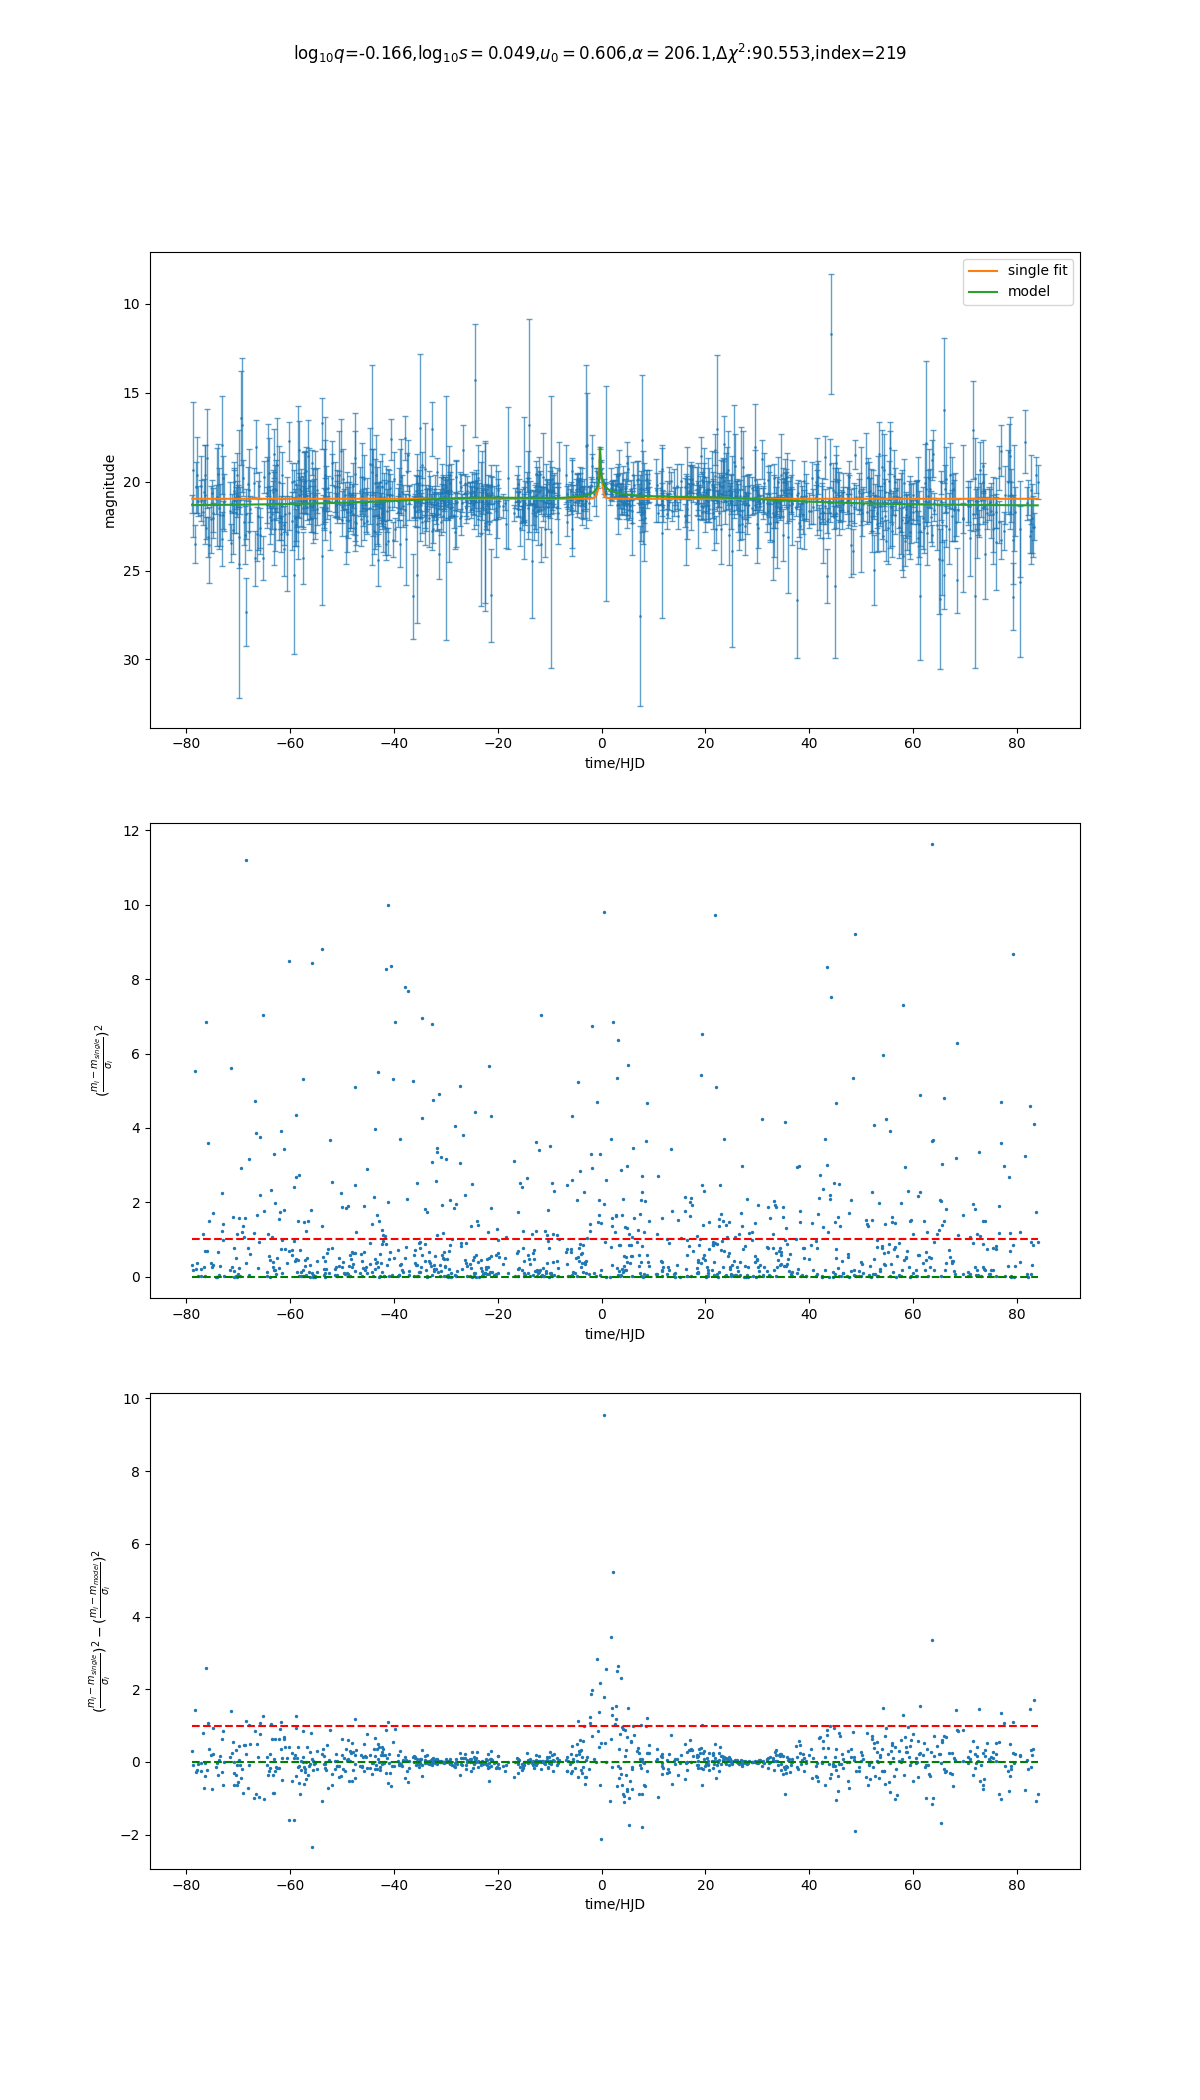 log₁₀q=-0.166,log₁₀s = 0.049,u₀ = 0.606,α = 206.1,Δχ²:90.553,index=219
single fit
model
10
15
20
25
30
magnitude
−80 −60 −40 −20 0 20 40 60 80
time/HJD
12
10
8
6
4
2
0
(mᵢ − m_single / σᵢ)²
−80 −60 −40 −20 0 20 40 60 80
time/HJD
10
8
6
4
2
0
−2
(mᵢ − m_single / σᵢ)² − (mᵢ − m_model / σᵢ)²
−80 −60 −40 −20 0 20 40 60 80
time/HJD